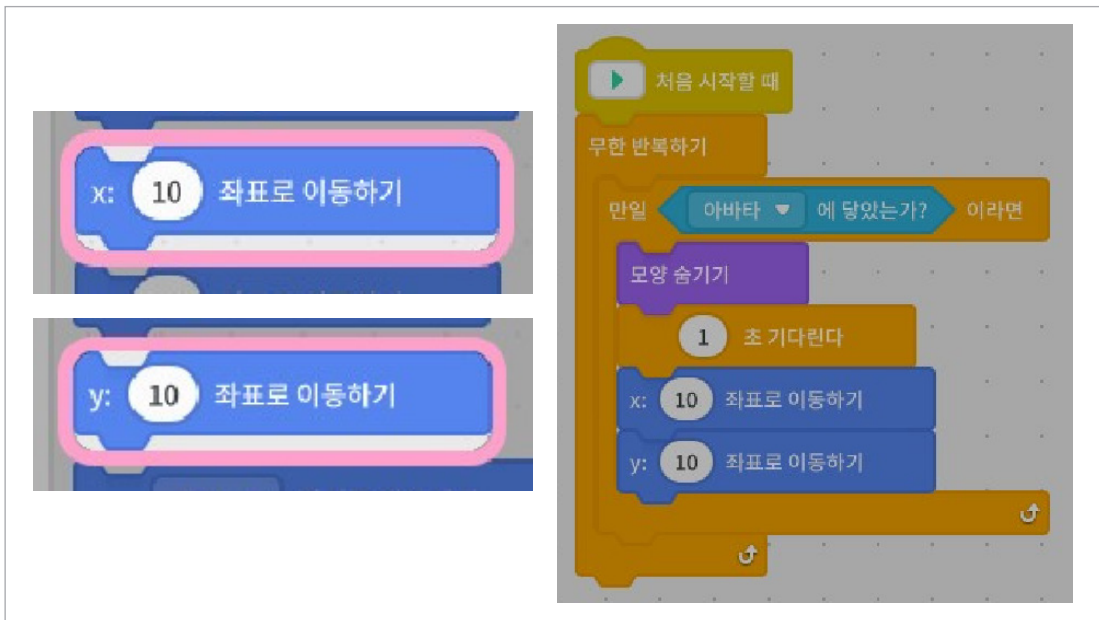 x: 10 좌표로 이동하기
y: 10 좌표로 이동하기
처음 시작할 때
무한 반복하기
만일 아바타 에 닿았는가? 이라면
모양 숨기기
1 초 기다린다
x: 10 좌표로 이동하기
y: 10 좌표로 이동하기